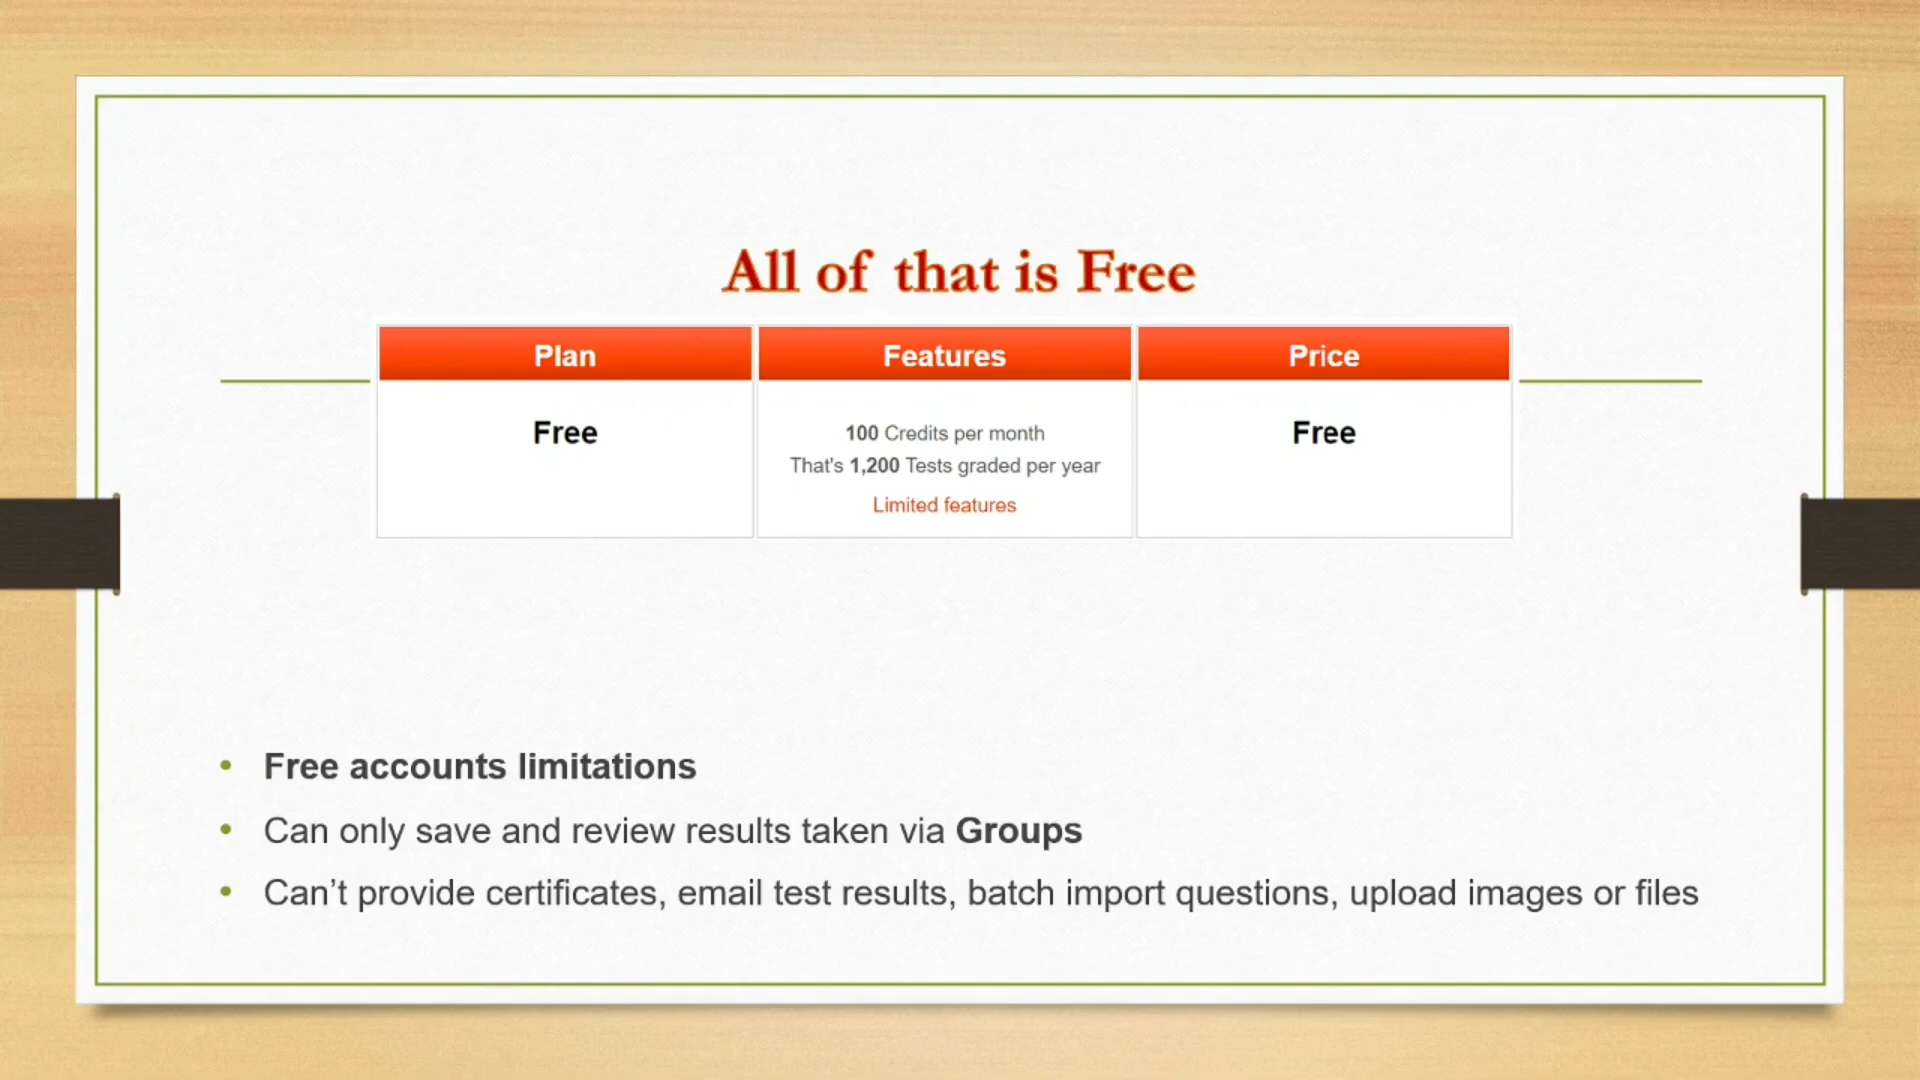 All of that is Free
Plan Features Price
Free 100 Credits per month Free
That's 1,200 Tests graded per year
Limited features
• Free accounts limitations
• Can only save and review results taken via Groups
• Can’t provide certificates, email test results, batch import questions, upload images or files